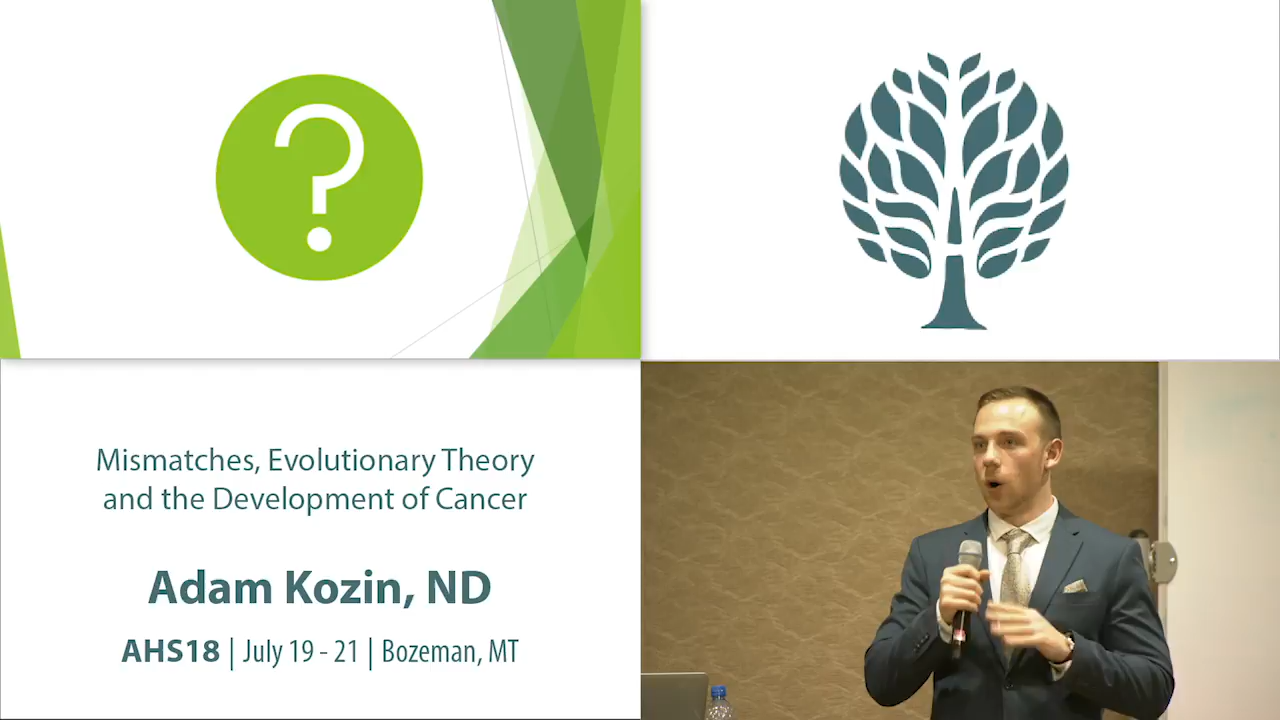 ?
Mismatches, Evolutionary Theory
and the Development of Cancer
Adam Kozin, ND
AHS18 | July 19 - 21 | Bozeman, MT